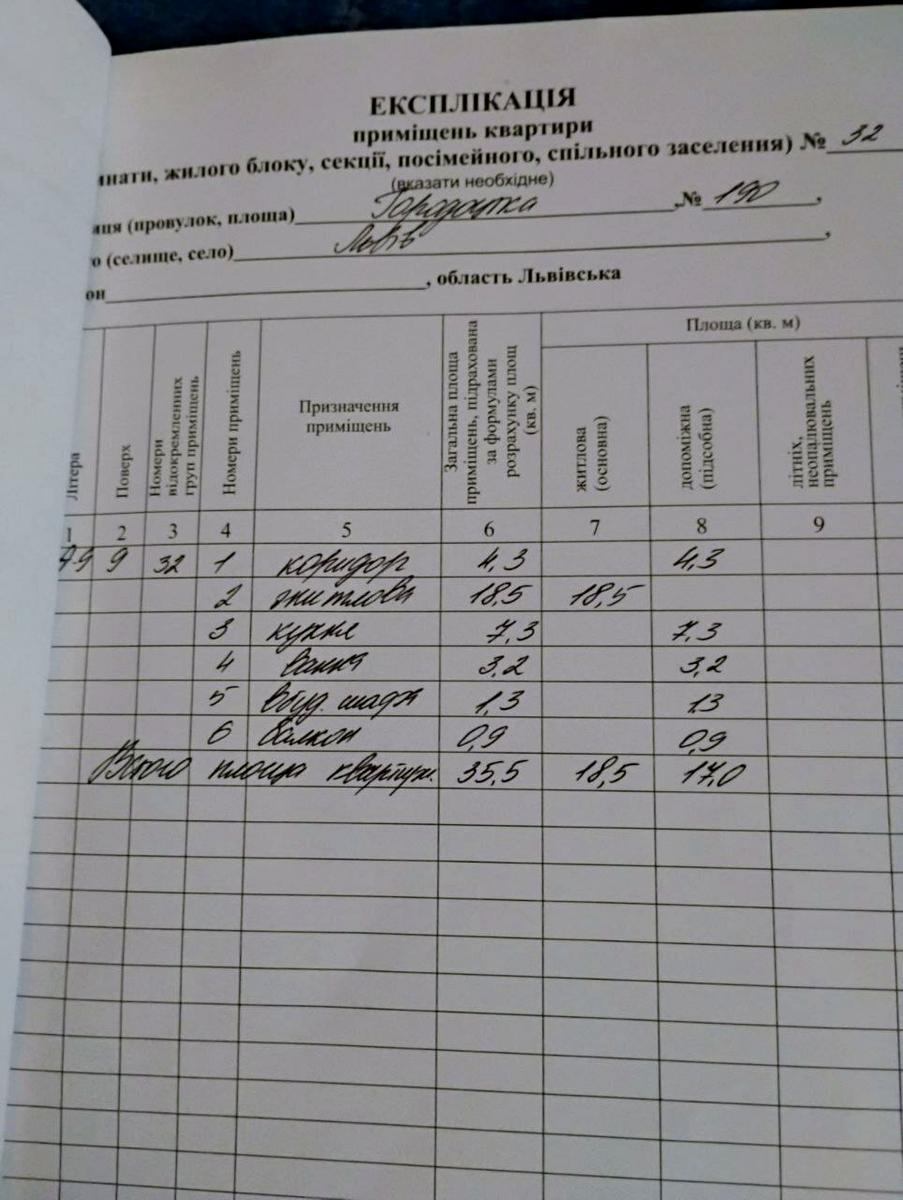 ЕКСПЛІКАЦІЯ
приміщень квартири
нати, жилого блоку, секції, посімейного, спільного заселення) № 32
(вказати необхідне)
(провулок, площа) Городоцька ,№ 190 ,
(селище, село) Львів ,
он , область Львівська
Літера
Поверх
Номери відокремленних груп приміщень
Номери приміщень
Призначення приміщень
Загальна площа приміщень, підрахована за формулами розрахунку площ (кв. м)
Площа (кв. м)
житлова (основна)
допоміжна (підсобна)
літніх, неопалювальних приміщень
1 2 3 4 5 6 7 8 9
9 32 1 коридор 4,3 4,3
2 житлова 18,5 18,5
3 кухня 7,3 7,3
4 ванна 3,2 3,2
5 вбуд. шафа 1,3 1,3
6 балкон 0,9 0,9
Всього площа квартири 35,5 18,5 17,0